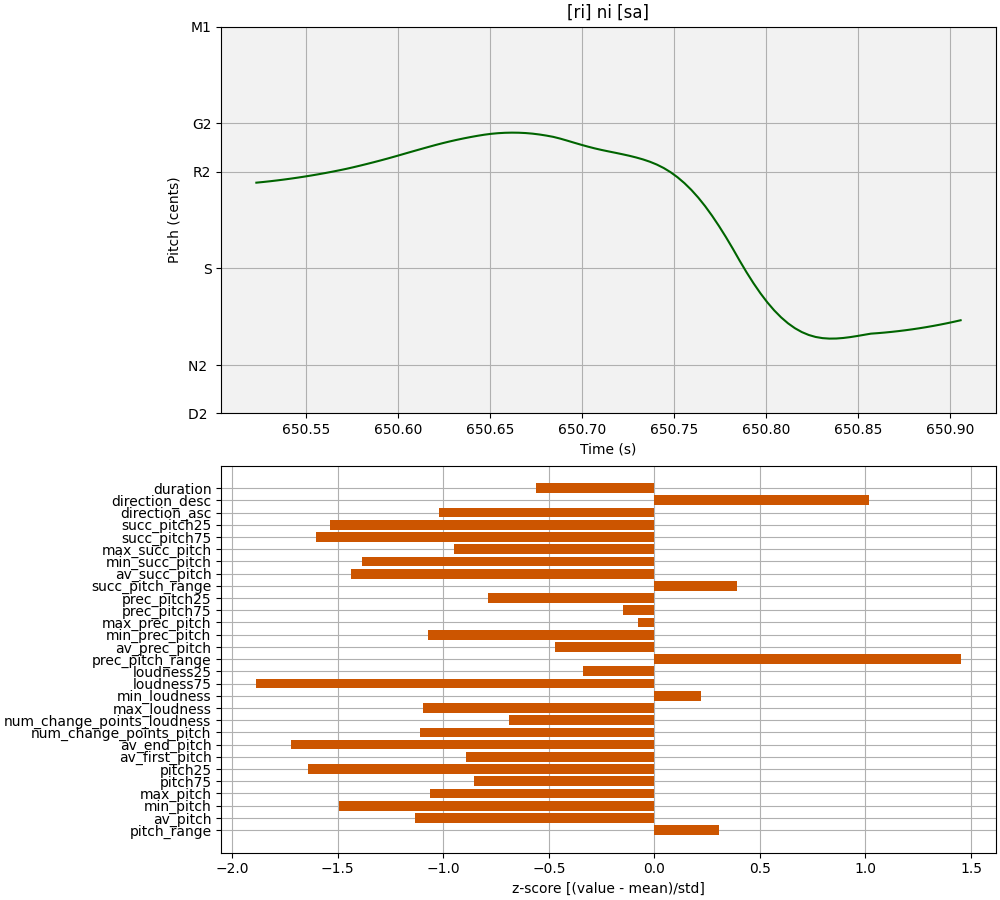 [ri] ni [sa]
M1
G2
R2
S
N2
D2
Pitch (cents)
650.55 650.60 650.65 650.70 650.75 650.80 650.85 650.90
Time (s)
duration
direction_desc
direction_asc
succ_pitch25
succ_pitch75
max_succ_pitch
min_succ_pitch
av_succ_pitch
succ_pitch_range
prec_pitch25
prec_pitch75
max_prec_pitch
min_prec_pitch
av_prec_pitch
prec_pitch_range
loudness25
loudness75
min_loudness
max_loudness
num_change_points_loudness
num_change_points_pitch
av_end_pitch
av_first_pitch
pitch25
pitch75
max_pitch
min_pitch
av_pitch
pitch_range
−2.0 −1.5 −1.0 −0.5 0.0 0.5 1.0 1.5
z-score [(value - mean)/std]